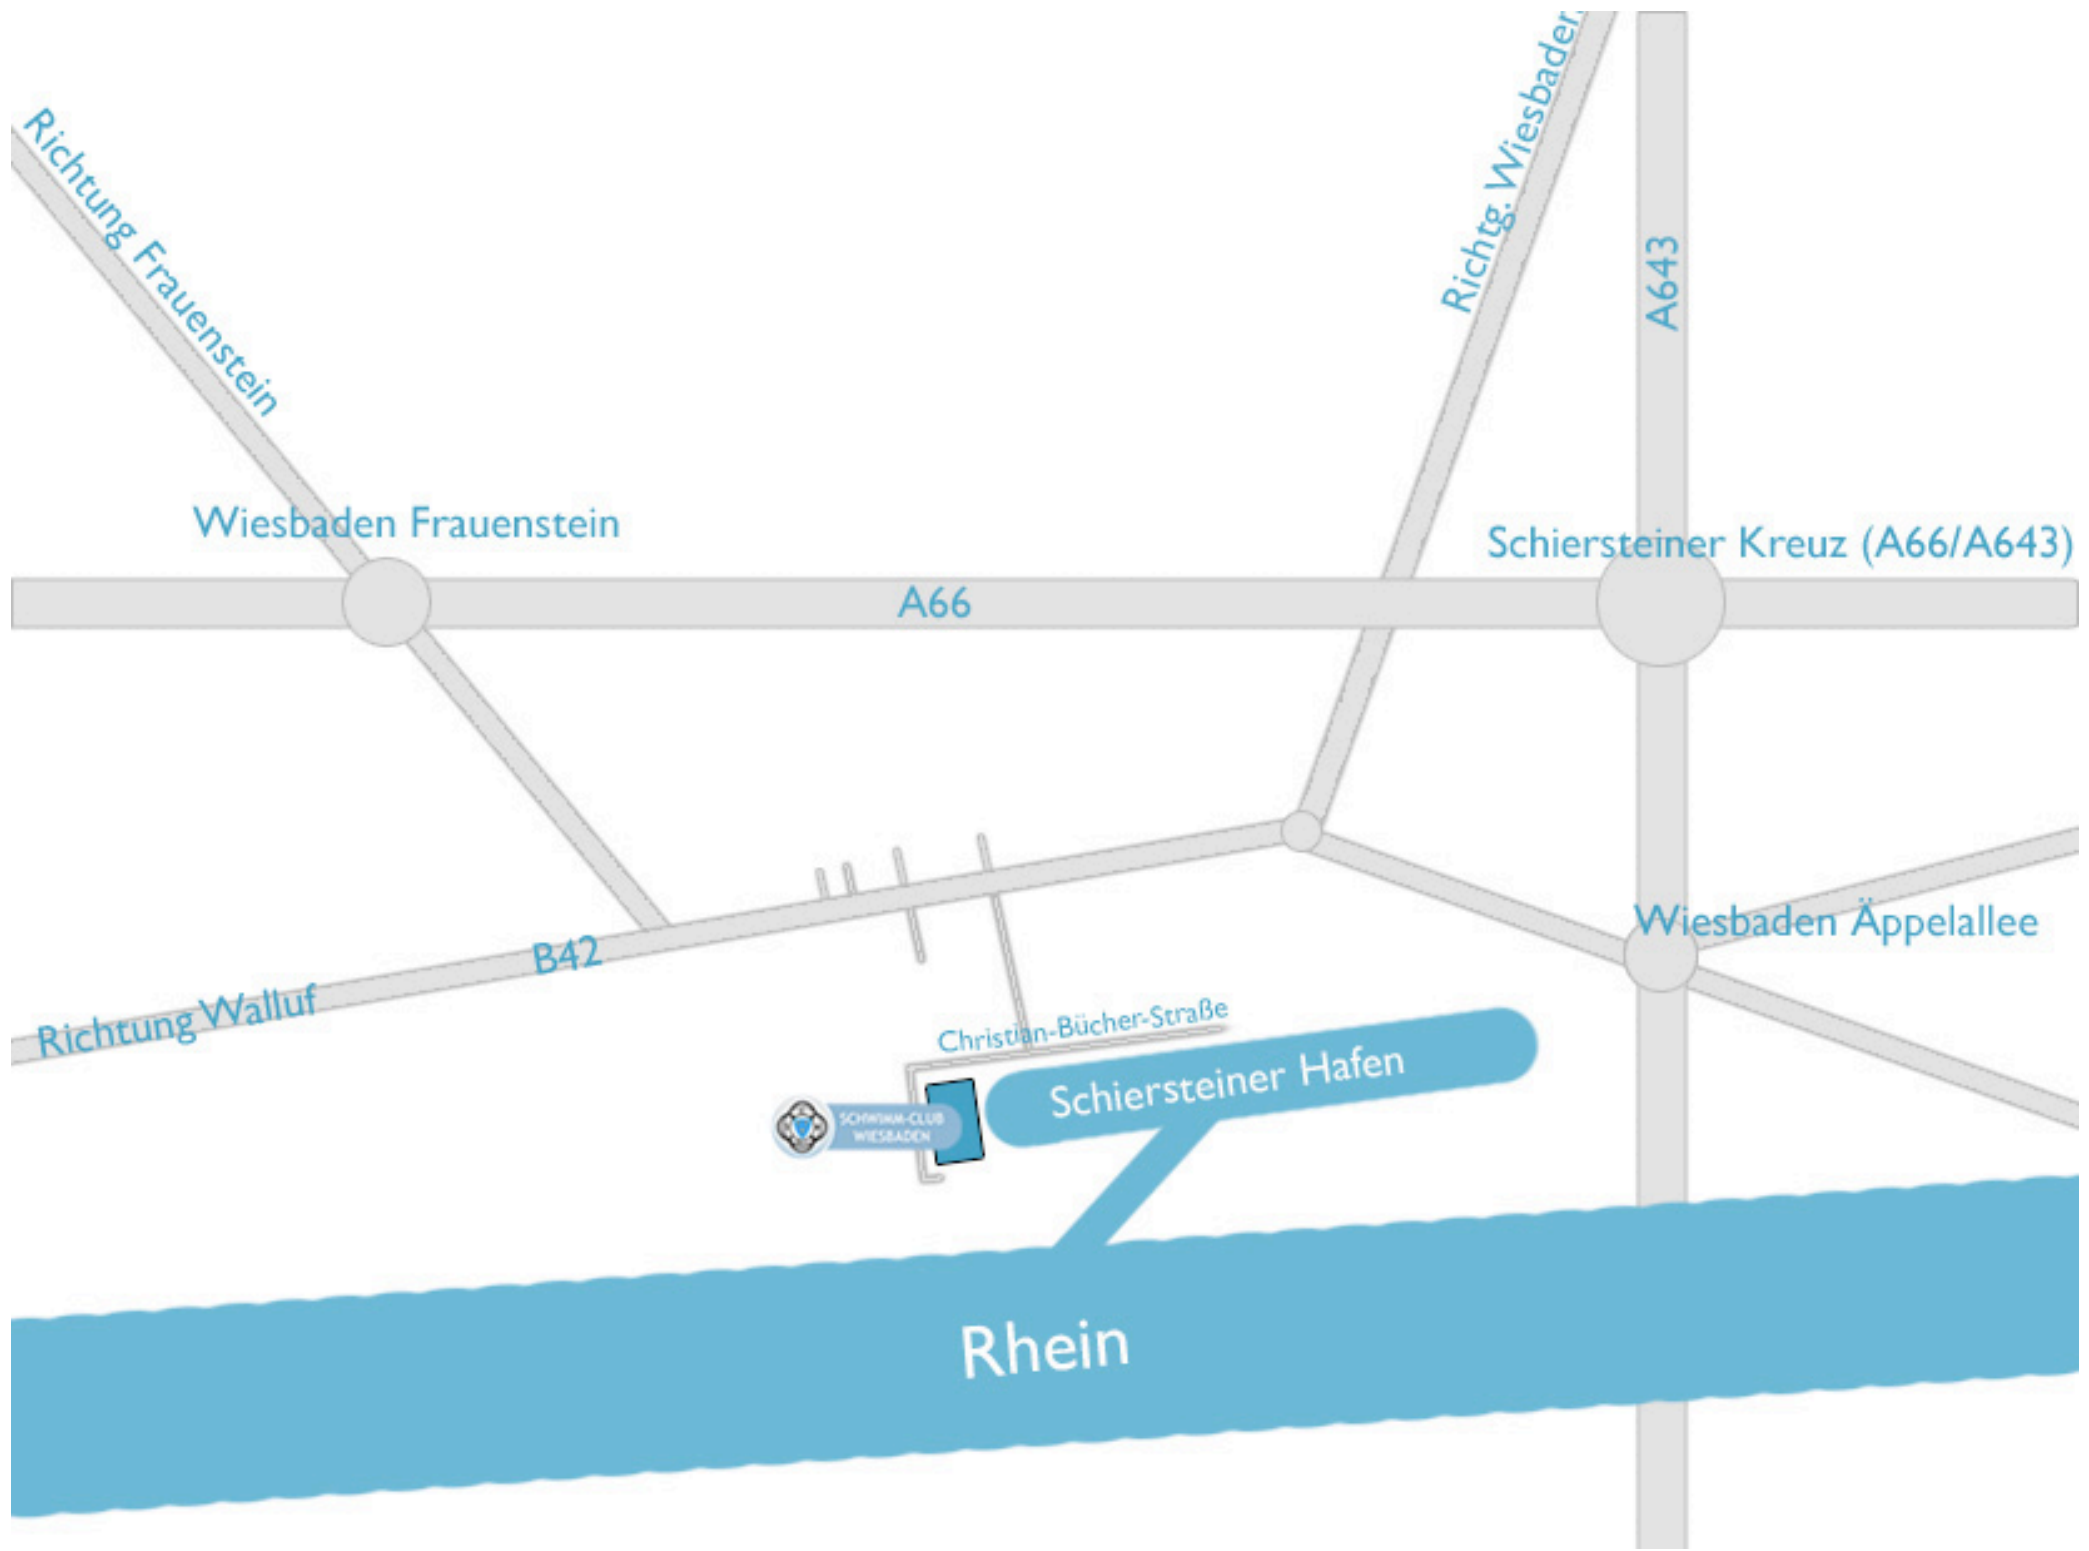 Richtung Frauenstein
Richtg. Wiesbaden
A643
Wiesbaden Frauenstein
Schiersteiner Kreuz (A66/A643)
A66
Wiesbaden Äppelallee
B42
Richtung Walluf
Christian-Bücher-Straße
Schiersteiner Hafen
SCHWIMM-CLUB
WIESBADEN
Rhein